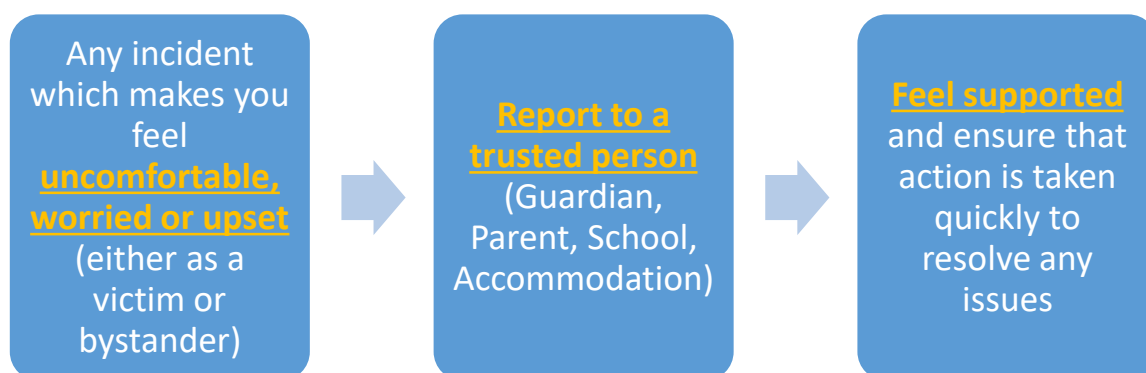 Any incident
which makes you
feel
uncomfortable,
worried or upset
(either as a
victim or
bystander)
Report to a
trusted person
(Guardian,
Parent, School,
Accommodation)
Feel supported
and ensure that
action is taken
quickly to
resolve any
issues